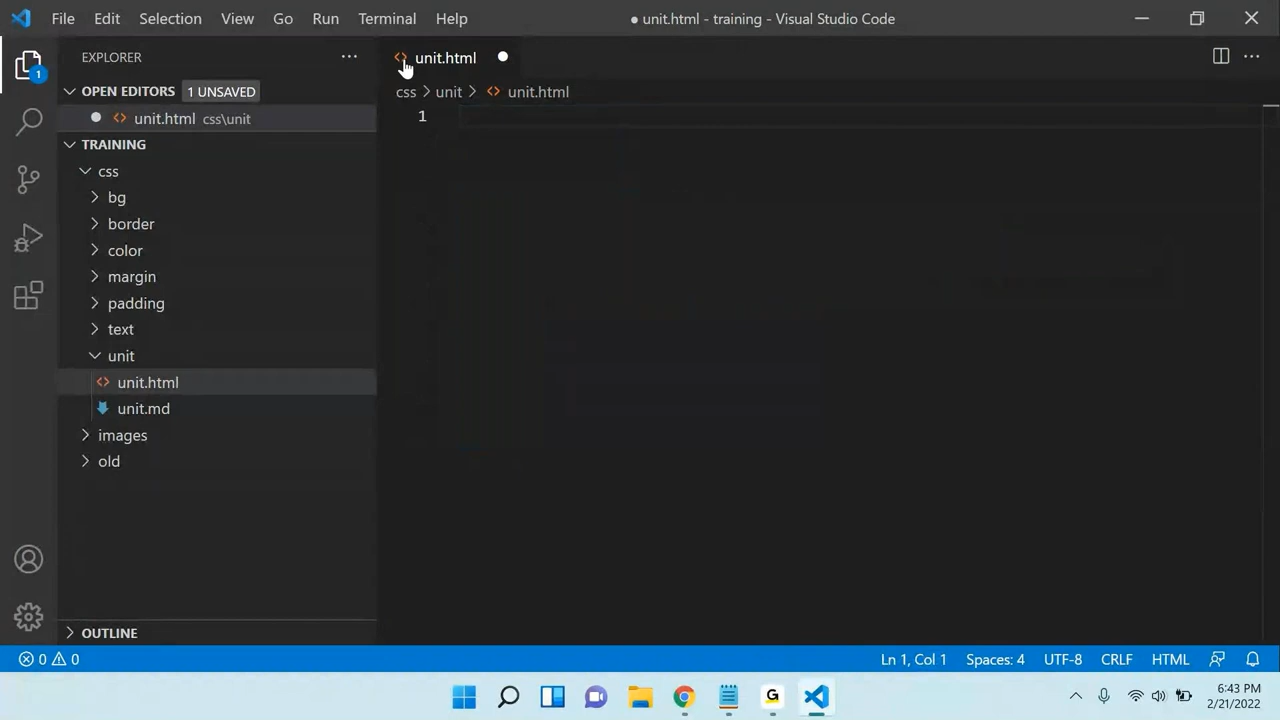 File Edit Selection View Go Run Terminal Help
● unit.html - training - Visual Studio Code
EXPLORER
unit.html
1
OPEN EDITORS 1 UNSAVED
css > unit > unit.html
unit.html css\unit
1
TRAINING
css
bg
border
color
margin
padding
text
unit
unit.html
unit.md
images
old
OUTLINE
0 0
Ln 1, Col 1 Spaces: 4 UTF-8 CRLF HTML
G
6:43 PM
2/21/2022